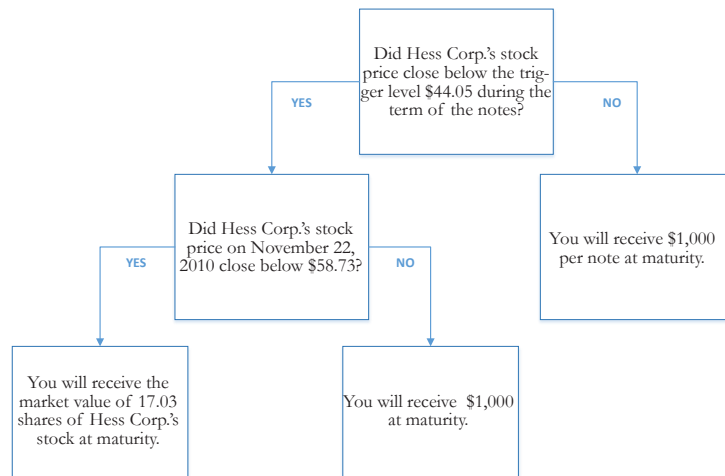 Did Hess Corp.'s stock
price close below the trig-
ger level $44.05 during the
term of the notes?
YES
NO
Did Hess Corp.'s stock
price on November 22,
2010 close below $58.73?
You will receive $1,000
per note at maturity.
YES
NO
You will receive the
market value of 17.03
shares of Hess Corp.'s
stock at maturity.
You will receive $1,000
at maturity.